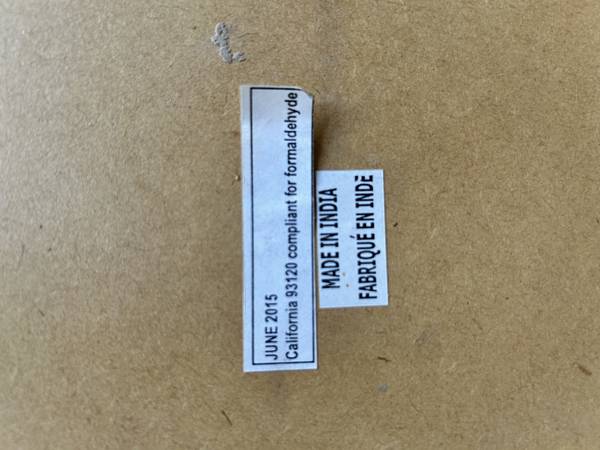 JUNE 2015
California 93120 compliant for formaldehyde
MADE IN INDIA
FABRIQUÉ EN INDE